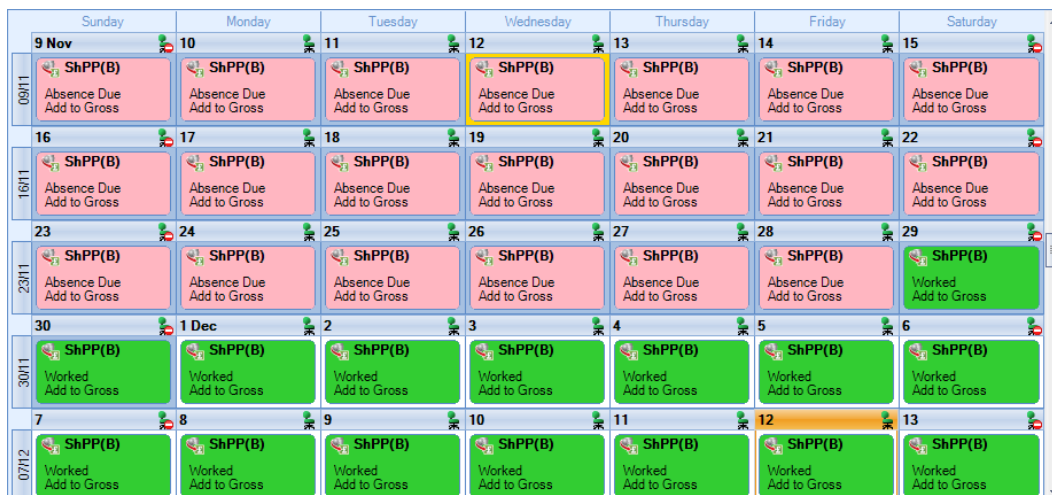 Sunday Monday Tuesday Wednesday Thursday Friday Saturday
9 Nov 10 11 12 13 14 15
09/11
ShPP(B) ShPP(B) ShPP(B) ShPP(B) ShPP(B) ShPP(B) ShPP(B)
Absence Due Absence Due Absence Due Absence Due Absence Due Absence Due Absence Due
Add to Gross Add to Gross Add to Gross Add to Gross Add to Gross Add to Gross Add to Gross
16 17 18 19 20 21 22
16/11
ShPP(B) ShPP(B) ShPP(B) ShPP(B) ShPP(B) ShPP(B) ShPP(B)
Absence Due Absence Due Absence Due Absence Due Absence Due Absence Due Absence Due
Add to Gross Add to Gross Add to Gross Add to Gross Add to Gross Add to Gross Add to Gross
23 24 25 26 27 28 29
23/11
ShPP(B) ShPP(B) ShPP(B) ShPP(B) ShPP(B) ShPP(B) ShPP(B)
Absence Due Absence Due Absence Due Absence Due Absence Due Absence Due Worked
Add to Gross Add to Gross Add to Gross Add to Gross Add to Gross Add to Gross Add to Gross
30 1 Dec 2 3 4 5 6
30/11
ShPP(B) ShPP(B) ShPP(B) ShPP(B) ShPP(B) ShPP(B) ShPP(B)
Worked Worked Worked Worked Worked Worked Worked
Add to Gross Add to Gross Add to Gross Add to Gross Add to Gross Add to Gross Add to Gross
7 8 9 10 11 12 13
07/12
ShPP(B) ShPP(B) ShPP(B) ShPP(B) ShPP(B) ShPP(B) ShPP(B)
Worked Worked Worked Worked Worked Worked Worked
Add to Gross Add to Gross Add to Gross Add to Gross Add to Gross Add to Gross Add to Gross